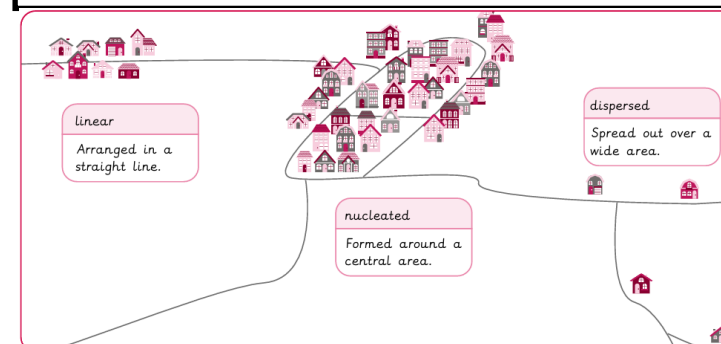 linear
Arranged in a
straight line.
nucleated
Formed around a
central area.
dispersed
Spread out over a
wide area.